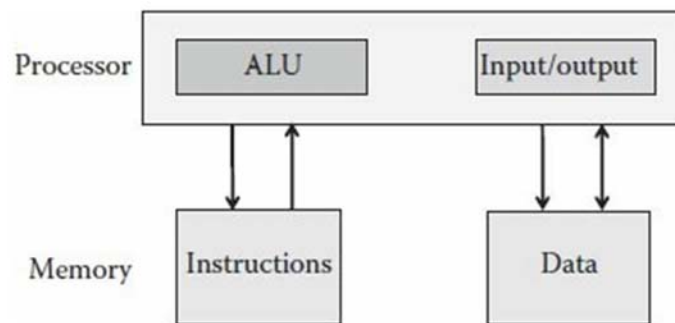 Processor
ALU
Input/output
Memory
Instructions
Data